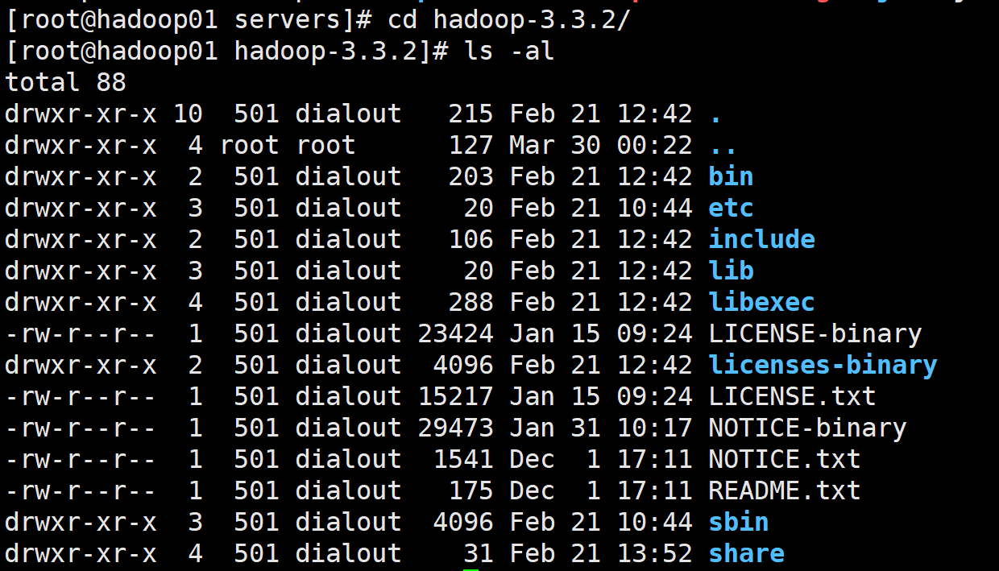 [root@hadoop01 servers]# cd hadoop-3.3.2/
[root@hadoop01 hadoop-3.3.2]# ls -al
total 88
drwxr-xr-x 10  501 dialout   215 Feb 21 12:42 .
drwxr-xr-x  4 root root      127 Mar 30 00:22 ..
drwxr-xr-x  2  501 dialout   203 Feb 21 12:42 bin
drwxr-xr-x  3  501 dialout    20 Feb 21 10:44 etc
drwxr-xr-x  2  501 dialout   106 Feb 21 12:42 include
drwxr-xr-x  3  501 dialout    20 Feb 21 12:42 lib
drwxr-xr-x  4  501 dialout   288 Feb 21 12:42 libexec
-rw-r--r--  1  501 dialout 23424 Jan 15 09:24 LICENSE-binary
drwxr-xr-x  2  501 dialout  4096 Feb 21 12:42 licenses-binary
-rw-r--r--  1  501 dialout 15217 Jan 15 09:24 LICENSE.txt
-rw-r--r--  1  501 dialout 29473 Jan 31 10:17 NOTICE-binary
-rw-r--r--  1  501 dialout  1541 Dec  1 17:11 NOTICE.txt
-rw-r--r--  1  501 dialout   175 Dec  1 17:11 README.txt
drwxr-xr-x  3  501 dialout  4096 Feb 21 10:44 sbin
drwxr-xr-x  4  501 dialout    31 Feb 21 13:52 share